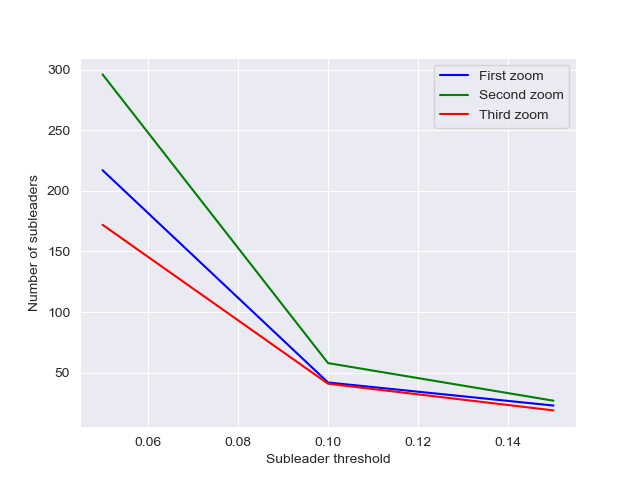 First zoom
Second zoom
Third zoom
300
250
200
150
100
50
Number of subleaders
0.06 0.08 0.10 0.12 0.14
Subleader threshold